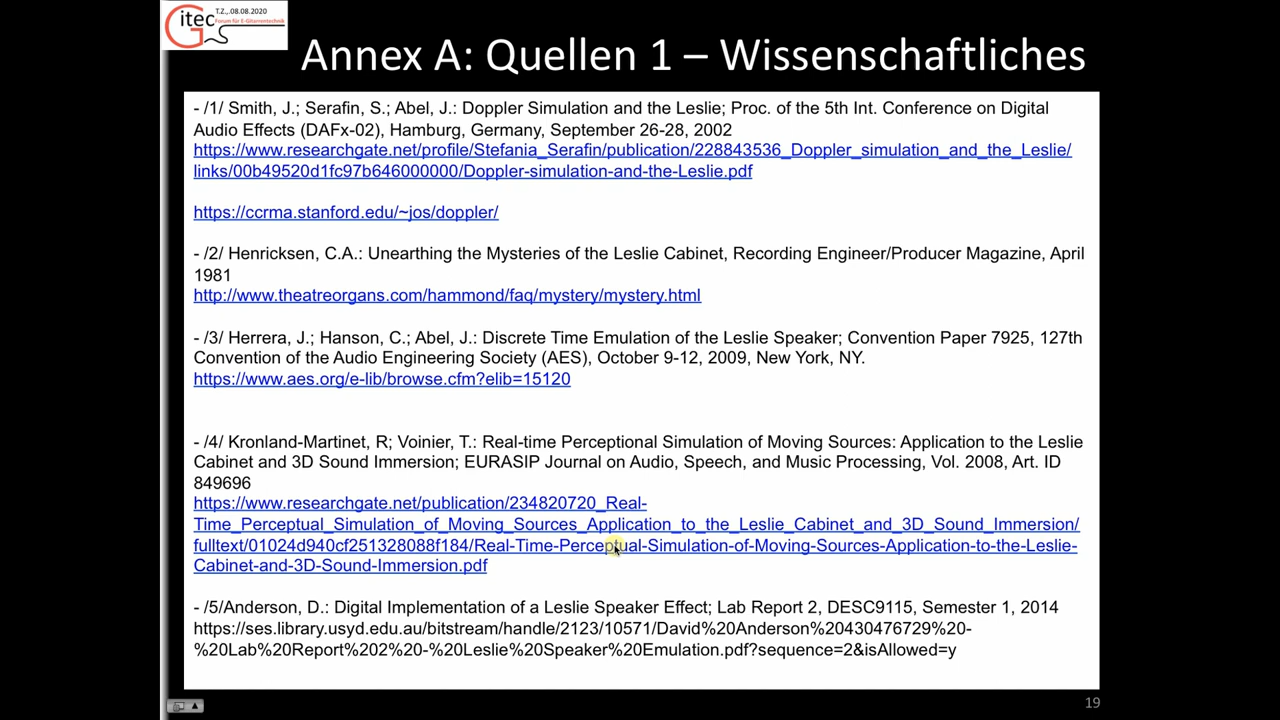 Gitec
T.Z.,.08.08.2020
Forum für E-Gitarrentechnik
Annex A: Quellen 1 – Wissenschaftliches
- /1/ Smith, J.; Serafin, S.; Abel, J.: Doppler Simulation and the Leslie; Proc. of the 5th Int. Conference on Digital
Audio Effects (DAFx-02), Hamburg, Germany, September 26-28, 2002
https://www.researchgate.net/profile/Stefania_Serafin/publication/228843536_Doppler_simulation_and_the_Leslie/
links/00b49520d1fc97b646000000/Doppler-simulation-and-the-Leslie.pdf
https://ccrma.stanford.edu/~jos/doppler/
- /2/ Henricksen, C.A.: Unearthing the Mysteries of the Leslie Cabinet, Recording Engineer/Producer Magazine, April
1981
http://www.theatreorgans.com/hammond/faq/mystery/mystery.html
- /3/ Herrera, J.; Hanson, C.; Abel, J.: Discrete Time Emulation of the Leslie Speaker; Convention Paper 7925, 127th
Convention of the Audio Engineering Society (AES), October 9-12, 2009, New York, NY.
https://www.aes.org/e-lib/browse.cfm?elib=15120
- /4/ Kronland-Martinet, R; Voinier, T.: Real-time Perceptional Simulation of Moving Sources: Application to the Leslie
Cabinet and 3D Sound Immersion; EURASIP Journal on Audio, Speech, and Music Processing, Vol. 2008, Art. ID
849696
https://www.researchgate.net/publication/234820720_Real-
Time_Perceptual_Simulation_of_Moving_Sources_Application_to_the_Leslie_Cabinet_and_3D_Sound_Immersion/
fulltext/01024d940cf251328088f184/Real-Time-Perceptual-Simulation-of-Moving-Sources-Application-to-the-Leslie-
Cabinet-and-3D-Sound-Immersion.pdf
- /5/Anderson, D.: Digital Implementation of a Leslie Speaker Effect; Lab Report 2, DESC9115, Semester 1, 2014
https://ses.library.usyd.edu.au/bitstream/handle/2123/10571/David%20Anderson%20430476729%20-
%20Lab%20Report%202%20-%20Leslie%20Speaker%20Emulation.pdf?sequence=2&isAllowed=y
19